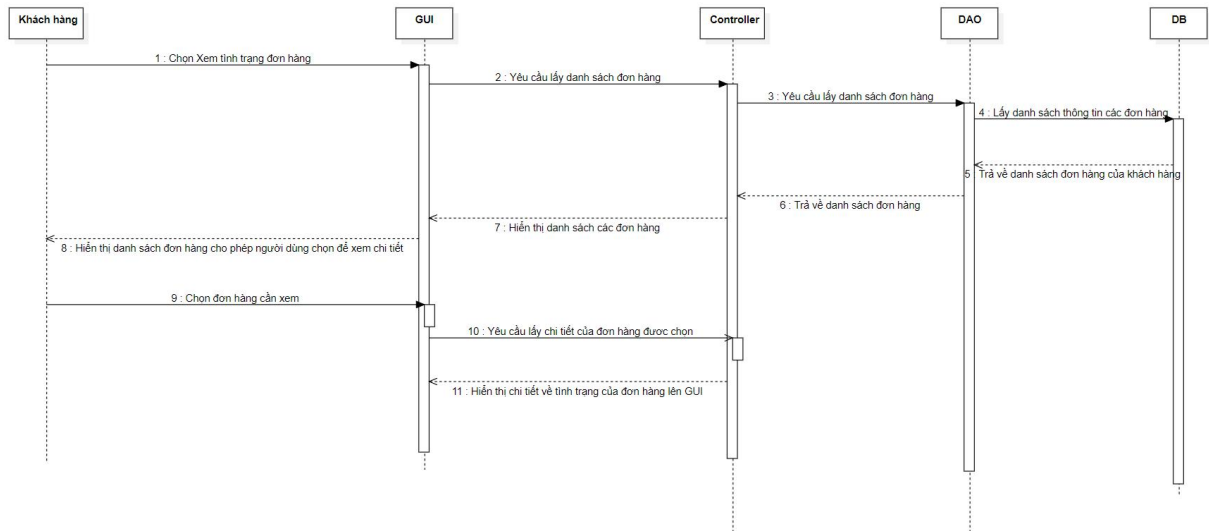 Khách hàng
GUI
Controller
DAO
DB
1 : Chọn Xem tình trạng đơn hàng
2 : Yêu cầu lấy danh sách đơn hàng
3 : Yêu cầu lấy danh sách đơn hàng
4 : Lấy danh sách thông tin các đơn hàng
5 : Trả về danh sách đơn hàng của khách hàng
6 : Trả về danh sách đơn hàng
7 : Hiển thị danh sách các đơn hàng
8 : Hiển thị danh sách đơn hàng cho phép người dùng chọn để xem chi tiết
9 : Chọn đơn hàng cần xem
10 : Yêu cầu lấy chi tiết của đơn hàng được chọn
11 : Hiển thị chi tiết về tình trạng của đơn hàng lên GUI